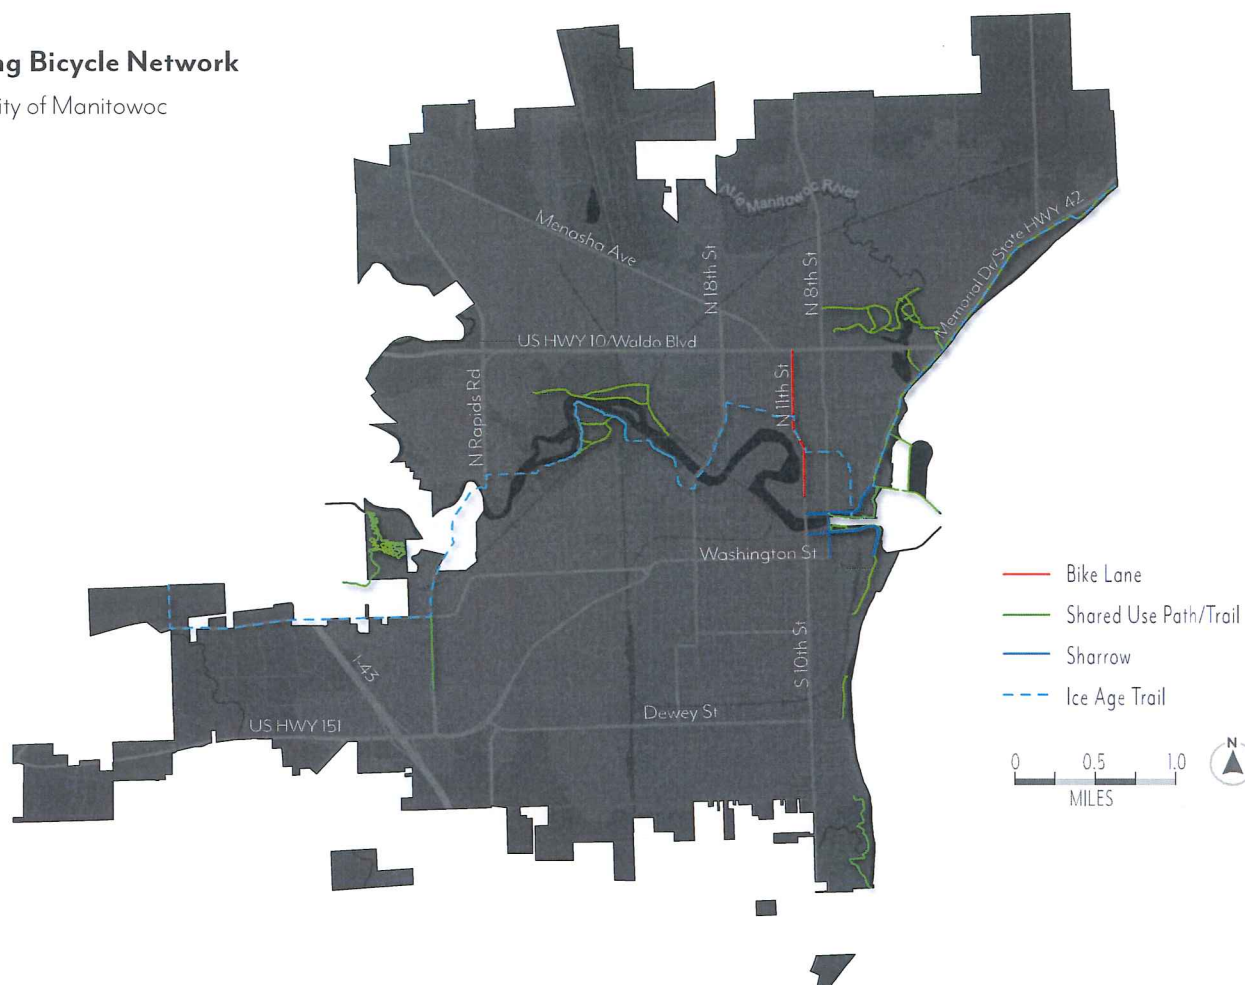 ng Bicycle Network
ity of Manitowoc
Manitowoc River
Menasha Ave
N 18th St
N 8th St
Memorial Dr/State HWY 42
US HWY 10/Waldo Blvd
N Rapids Rd
N 11th St
Washington St
S 10th St
I-43
US HWY 151
Dewey St
Bike Lane
Shared Use Path/Trail
Sharrow
Ice Age Trail
N
0 0.5 1.0
MILES